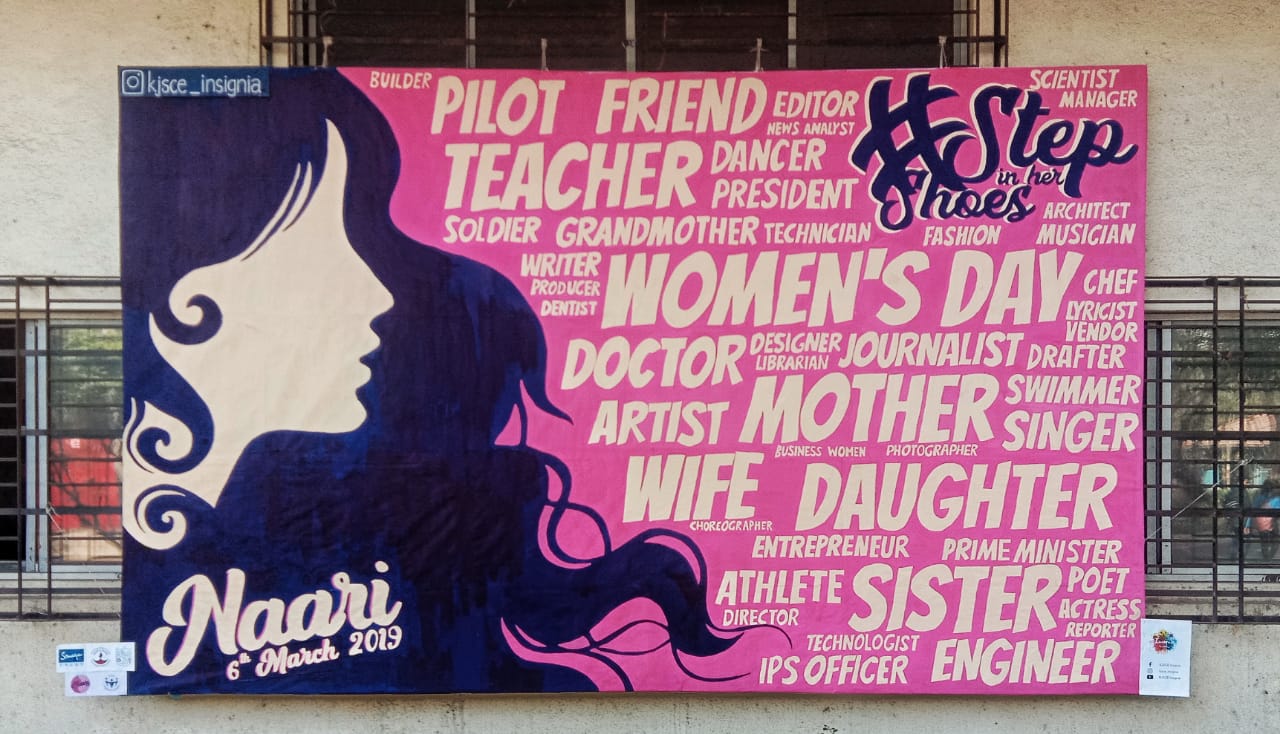 kjsce_insignia
BUILDER
PILOT FRIEND EDITOR
NEWS ANALYST
TEACHER DANCER
PRESIDENT
#Step
in her
Shoes
SCIENTIST
MANAGER
ARCHITECT
SOLDIER GRANDMOTHER TECHNICIAN FASHION MUSICIAN
WRITER
PRODUCER
DENTIST
WOMEN'S DAY
CHEF
LYRICIST
VENDOR
DOCTOR DESIGNER
LIBRARIAN
JOURNALIST DRAFTER
ARTIST MOTHER SWIMMER
SINGER
BUSINESS WOMEN PHOTOGRAPHER
WIFE DAUGHTER
CHOREOGRAPHER
ENTREPRENEUR PRIME MINISTER
ATHLETE SISTER POET
DIRECTOR ACTRESS
REPORTER
TECHNOLOGIST
IPS OFFICER ENGINEER
Naari
6th March 2019